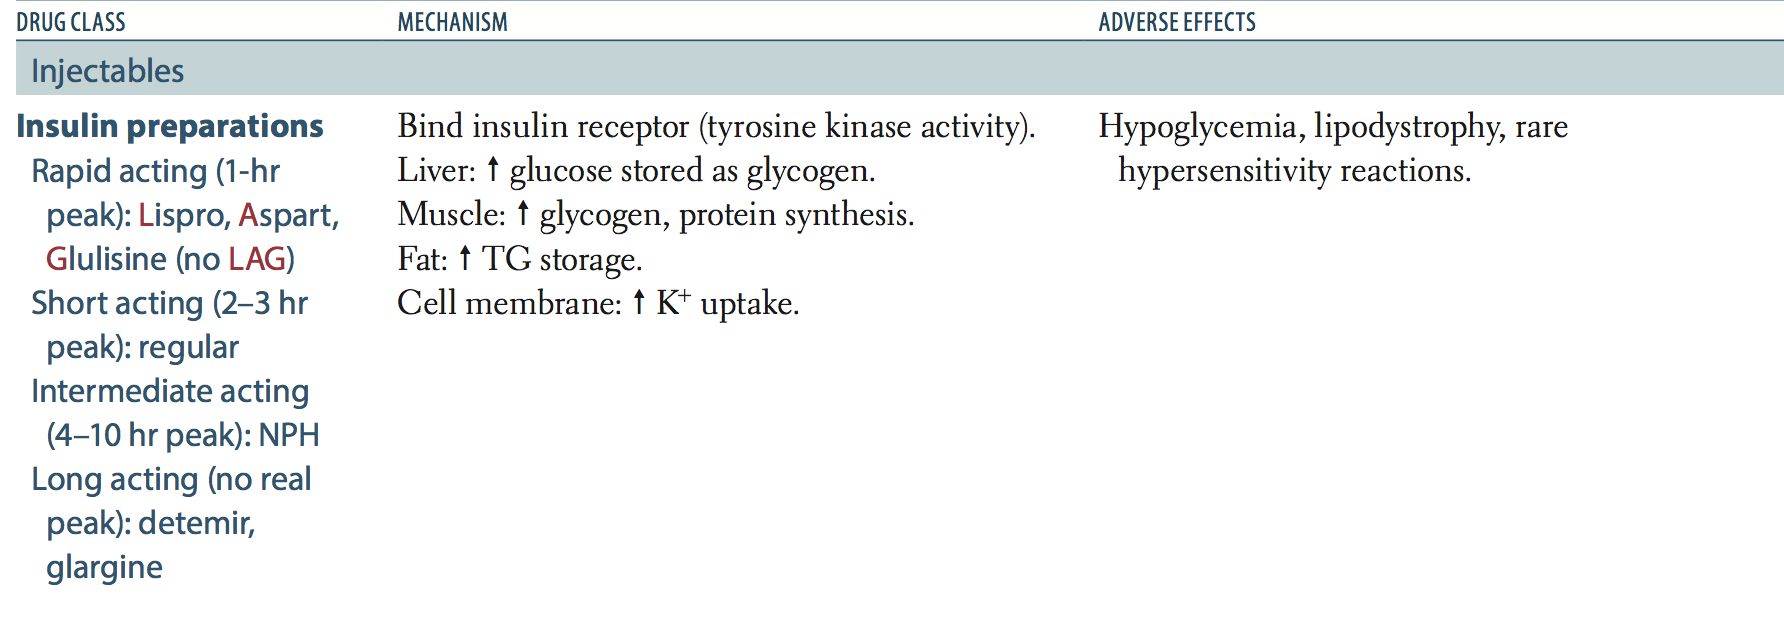 DRUG CLASS MECHANISM ADVERSE EFFECTS
Injectables
Insulin preparations
Rapid acting (1-hr
peak): Lispro, Aspart,
Glulisine (no LAG)
Short acting (2–3 hr
peak): regular
Intermediate acting
(4–10 hr peak): NPH
Long acting (no real
peak): detemir,
glargine
Bind insulin receptor (tyrosine kinase activity).
Liver: ↑ glucose stored as glycogen.
Muscle: ↑ glycogen, protein synthesis.
Fat: ↑ TG storage.
Cell membrane: ↑ K⁺ uptake.
Hypoglycemia, lipodystrophy, rare
hypersensitivity reactions.